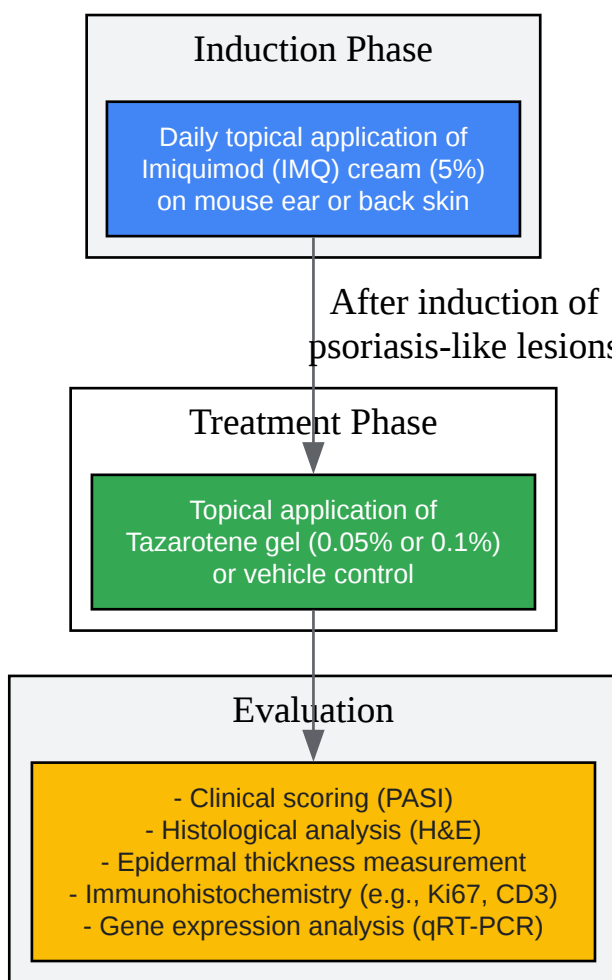 Induction Phase
Daily topical application of
Imiquimod (IMQ) cream (5%)
on mouse ear or back skin
After induction of
psoriasis-like lesions
Treatment Phase
Topical application of
Tazarotene gel (0.05% or 0.1%)
or vehicle control
Evaluation
- Clinical scoring (PASI)
- Histological analysis (H&E)
- Epidermal thickness measurement
- Immunohistochemistry (e.g., Ki67, CD3)
- Gene expression analysis (qRT-PCR)